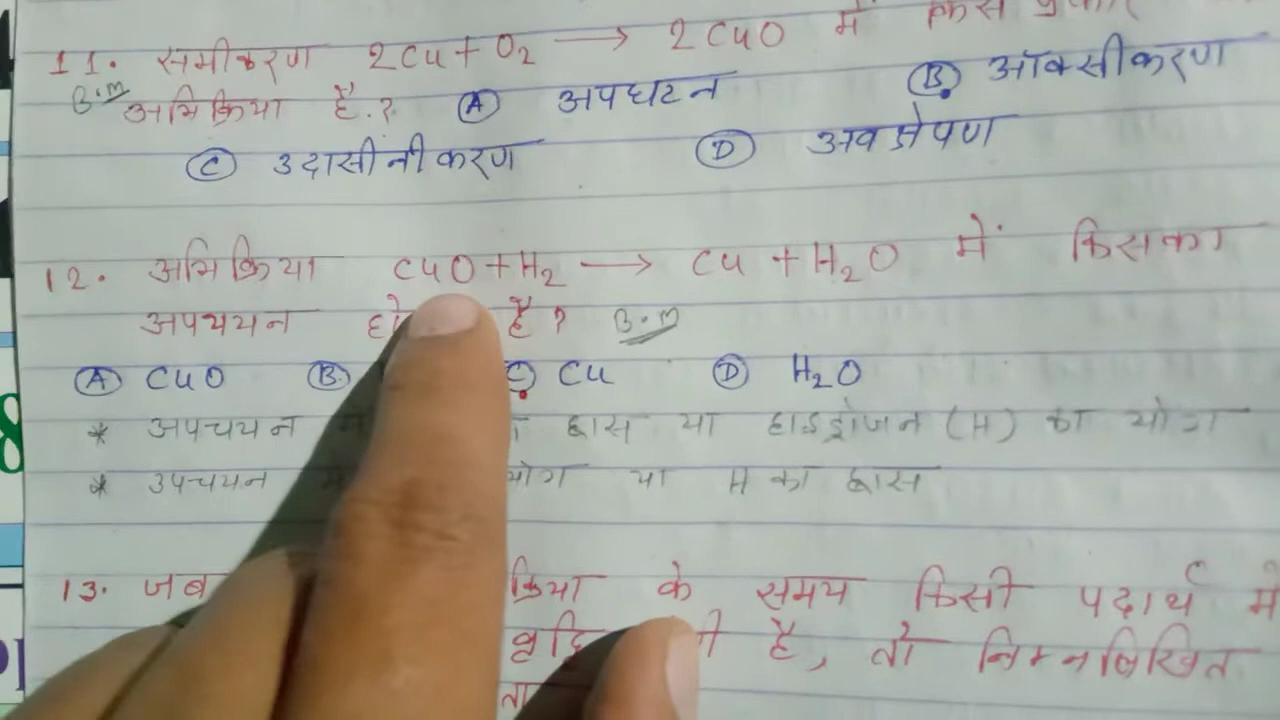 11. समीकरण 2Cu + O₂ ⟶ 2CuO में किस प्रकार
B.M अभिक्रिया है.? Ⓐ अपघटन Ⓑ ऑक्सीकरण
Ⓒ उदासीनीकरण Ⓓ अवक्षेपण
12. अभिक्रिया CuO + H₂ ⟶ Cu + H₂O में किसका
अपचयन है? B.M
Ⓐ CuO Ⓑ Ⓒ Cu Ⓓ H₂O
* अपचयन ह्रास या हाइड्रोजन (H) का योग
* उपचयन योग या H का ह्रास
13. जब क्रिया के समय किसी पदार्थ में
वृद्धि है, तो निम्नलिखित